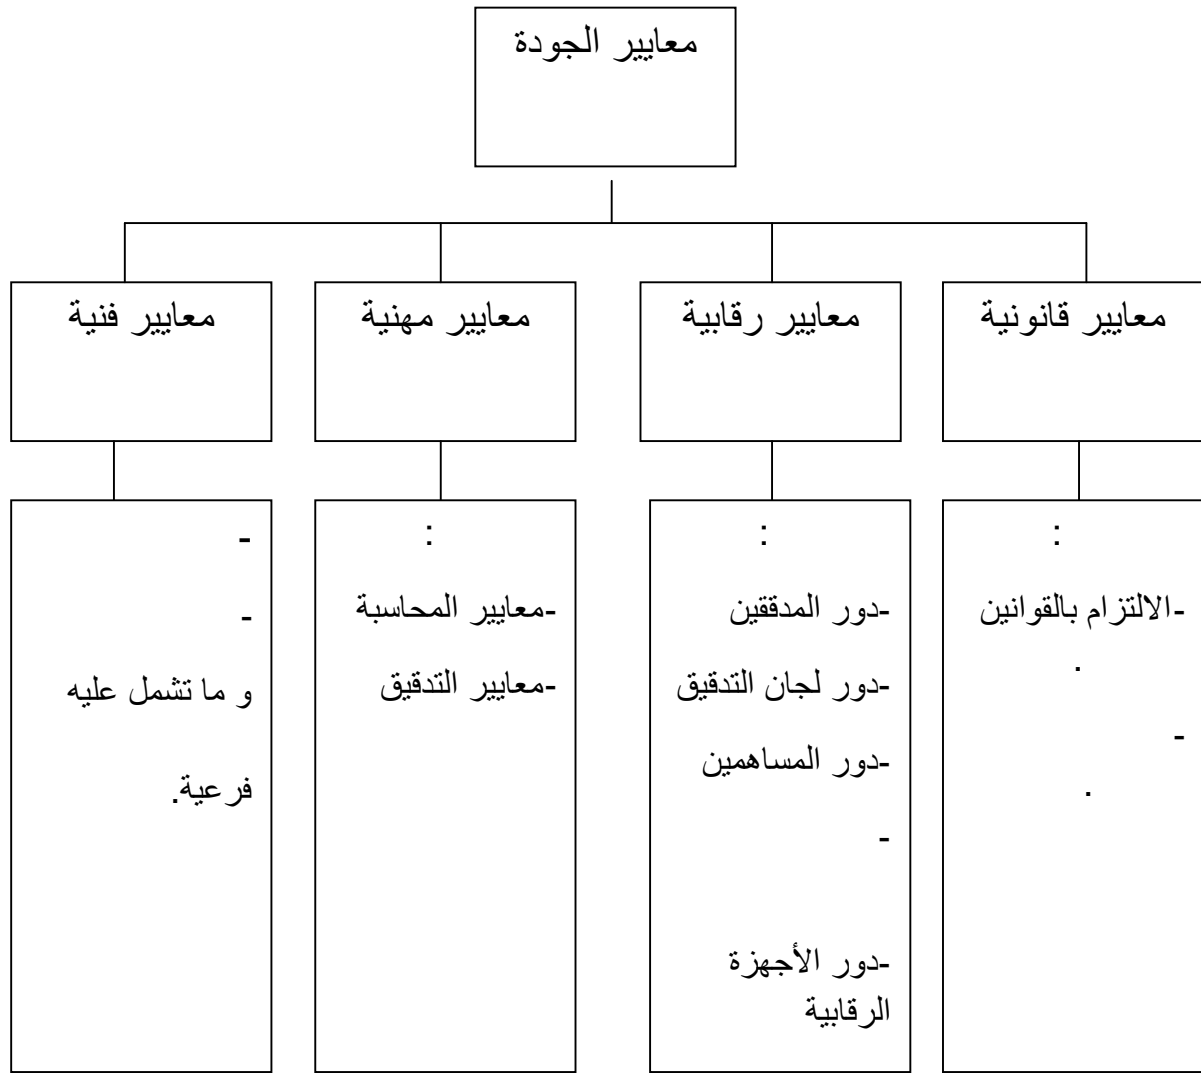 معايير الجودة
معايير قانونية
معايير رقابية
معايير مهنية
معايير فنية
:
-الالتزام بالقوانين
.
-
.
:
-دور المدققين
-دور لجان التدقيق
-دور المساهمين
-
-دور الأجهزة
الرقابية
:
-معايير المحاسبة
-معايير التدقيق
-
-
و ما تشمل عليه
فرعية.